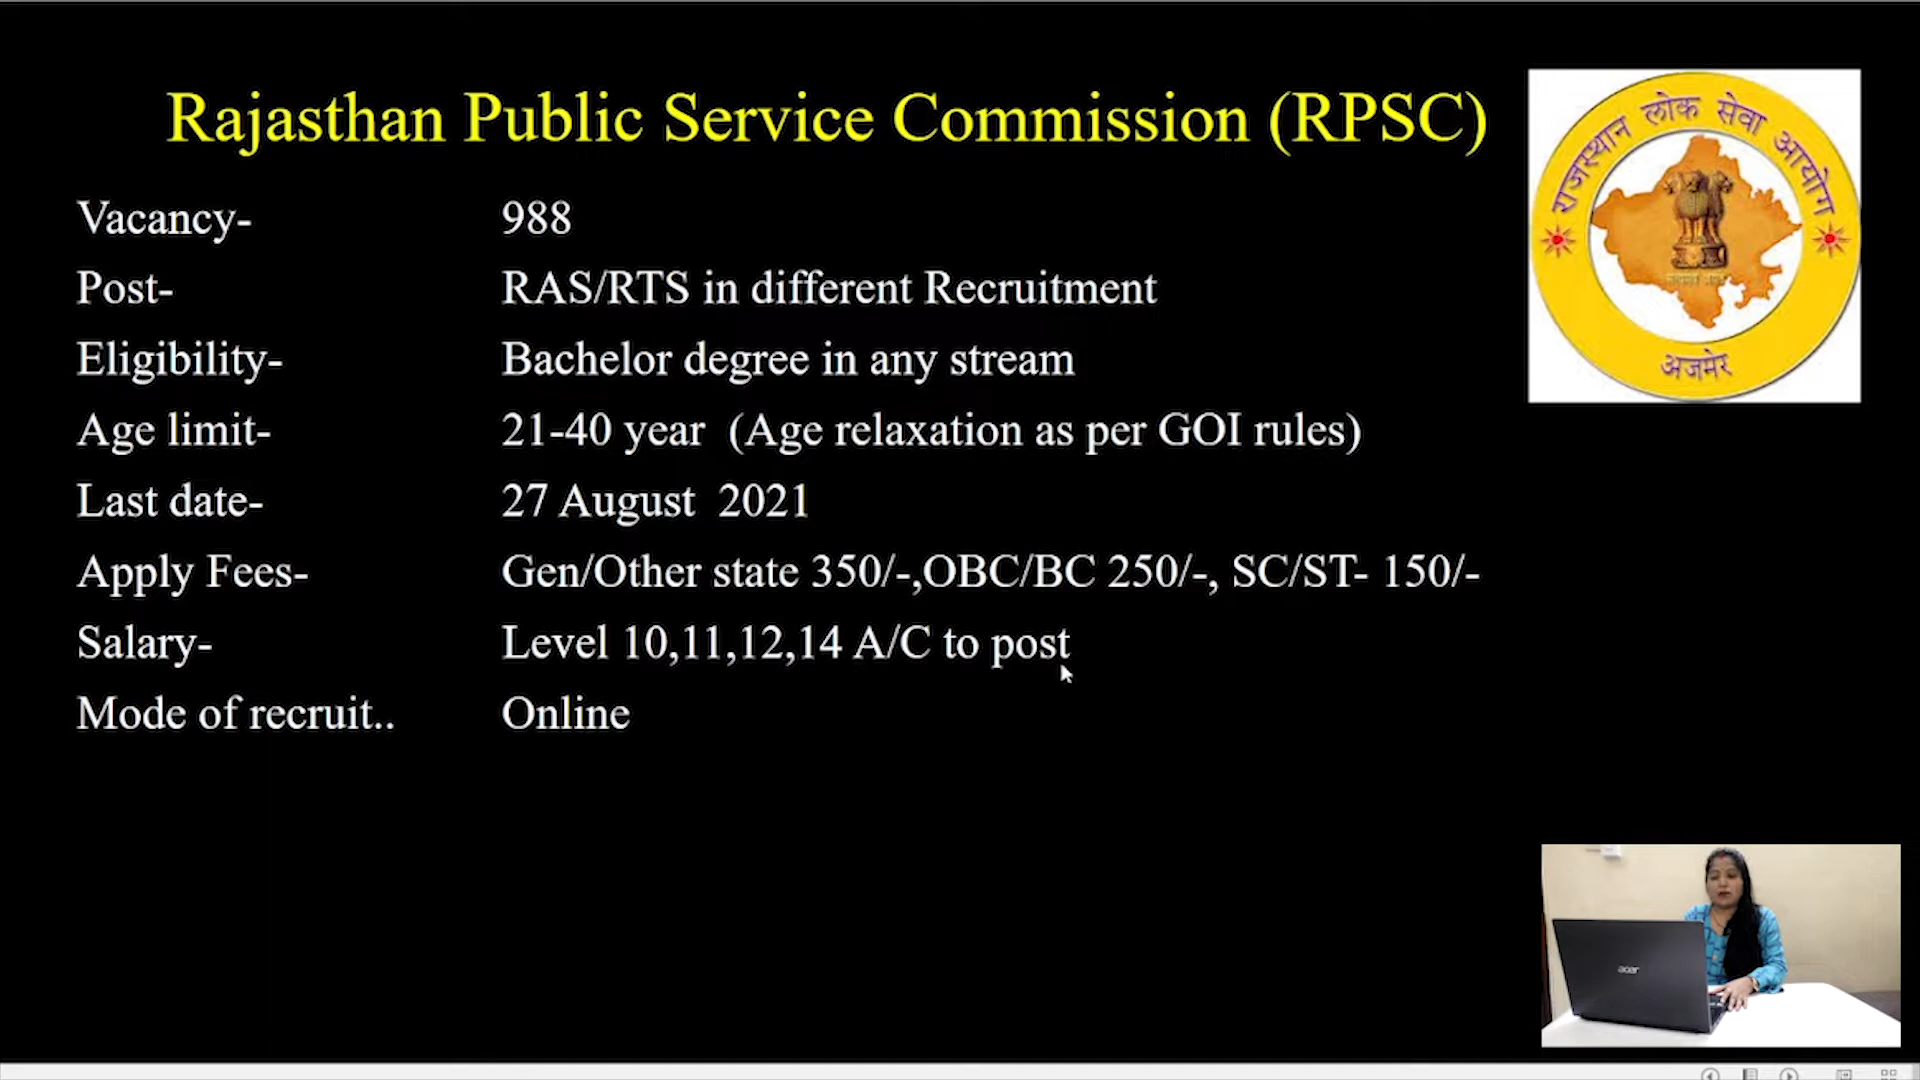 Rajasthan Public Service Commission (RPSC)
राजस्थान लोक सेवा आयोग
अजमेर
Vacancy- 988
Post- RAS/RTS in different Recruitment
Eligibility- Bachelor degree in any stream
Age limit- 21-40 year (Age relaxation as per GOI rules)
Last date- 27 August 2021
Apply Fees- Gen/Other state 350/-,OBC/BC 250/-, SC/ST- 150/-
Salary- Level 10,11,12,14 A/C to post
Mode of recruit.. Online
acer